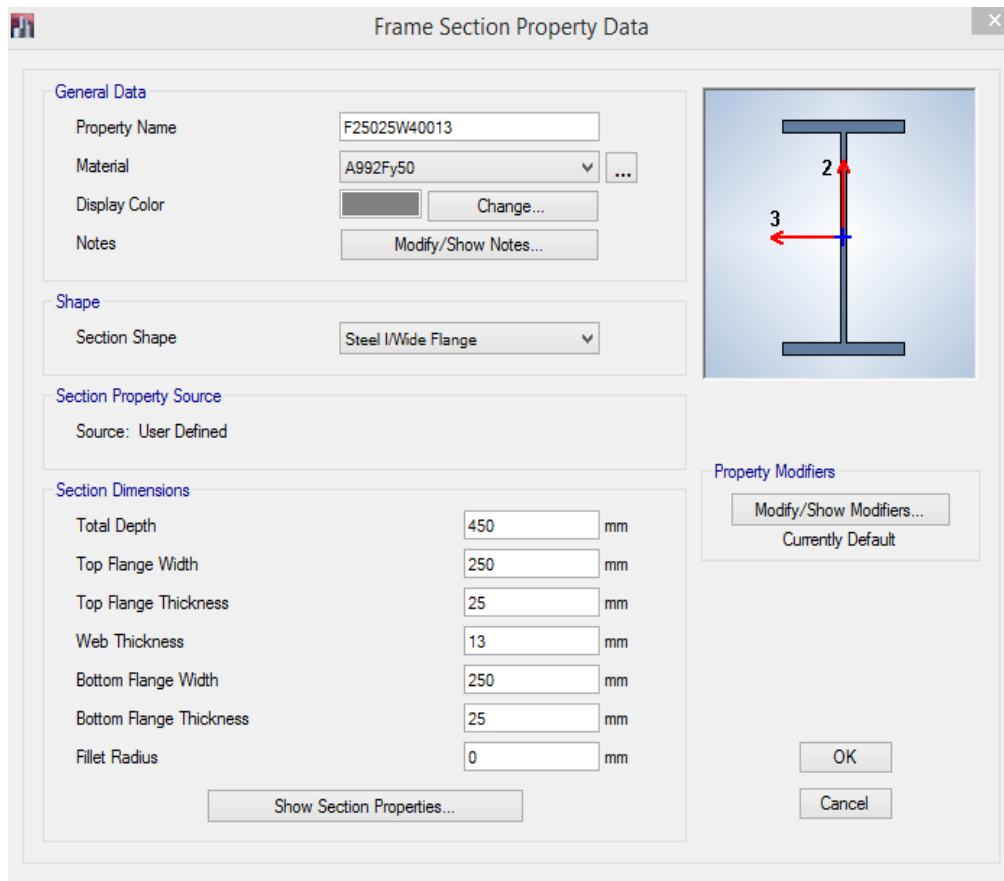 Frame Section Property Data
General Data
Property Name F25025W40013
Material A992Fy50 ...
Display Color Change...
Notes Modify/Show Notes...
Shape
Section Shape Steel I/Wide Flange
Section Property Source
Source: User Defined
Section Dimensions
Total Depth 450 mm
Top Flange Width 250 mm
Top Flange Thickness 25 mm
Web Thickness 13 mm
Bottom Flange Width 250 mm
Bottom Flange Thickness 25 mm
Fillet Radius 0 mm
Show Section Properties...
2
3
Property Modifiers
Modify/Show Modifiers...
Currently Default
OK
Cancel